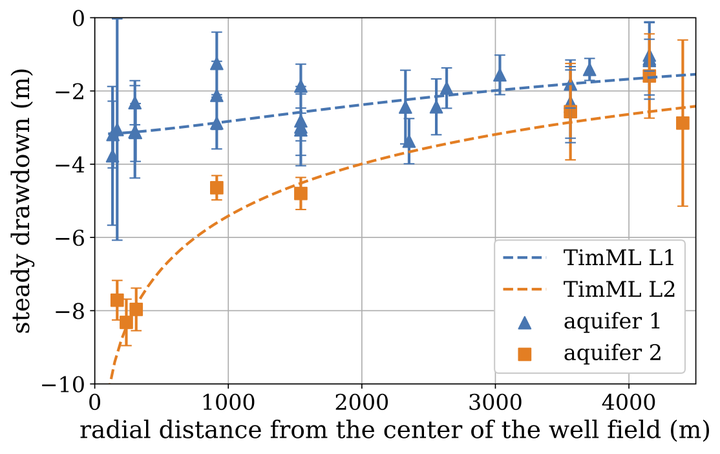 0
−2
−4
−6
−8
−10
steady drawdown (m)
TimML L1
TimML L2
aquifer 1
aquifer 2
0 1000 2000 3000 4000
radial distance from the center of the well field (m)